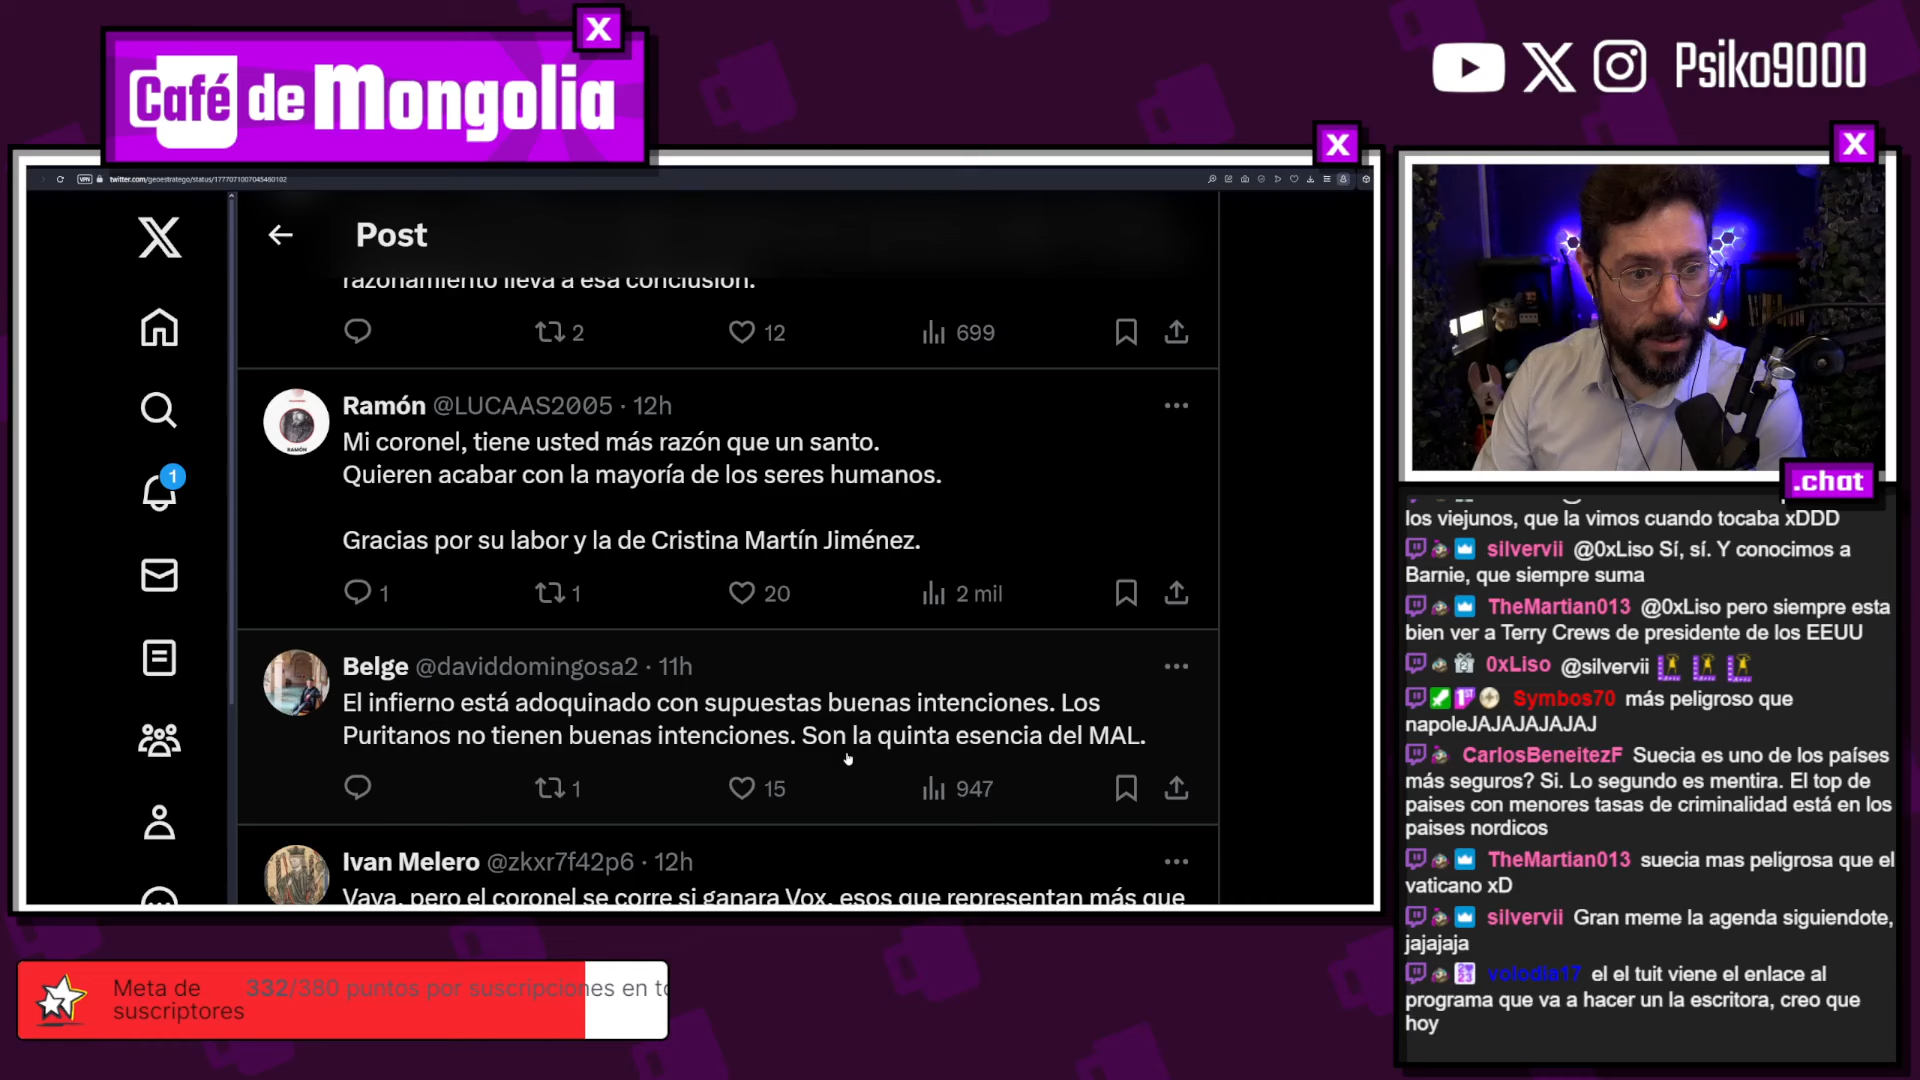 X
Café de Mongolia
Psiko9000
X
X
VPN
twitter.com/geoestratego/status/1777071007045460102
Post
razonamiento lleva a esa conclusión.
2
12
699
Ramón @LUCAAS2005 · 12h
Mi coronel, tiene usted más razón que un santo.
Quieren acabar con la mayoría de los seres humanos.
Gracias por su labor y la de Cristina Martín Jiménez.
1
1
20
2 mil
1
RAMÓN
Belge @daviddomingosa2 · 11h
El infierno está adoquinado con supuestas buenas intenciones. Los
Puritanos no tienen buenas intenciones. Son la quinta esencia del MAL.
1
15
947
Ivan Melero @zkxr7f42p6 · 12h
Vaya, pero el coronel se corre si ganara Vox, esos que representan más que
Meta de
suscriptores
332/380 puntos por suscripciones en to
.chat
los viejunos, que la vimos cuando tocaba xDDD
silvervii @0xLiso Sí, sí. Y conocimos a
Barnie, que siempre suma
TheMartian013 @0xLiso pero siempre esta
bien ver a Terry Crews de presidente de los EEUU
0xLiso @silvervii
Symbos70 más peligroso que
napoleJAJAJAJAJAJ
CarlosBeneitezF Suecia es uno de los países
más seguros? Si. Lo segundo es mentira. El top de
paises con menores tasas de criminalidad está en los
paises nordicos
TheMartian013 suecia mas peligrosa que el
vaticano xD
silvervii Gran meme la agenda siguiendote,
jajajaja
volodia17 el el tuit viene el enlace al
programa que va a hacer un la escritora, creo que
hoy